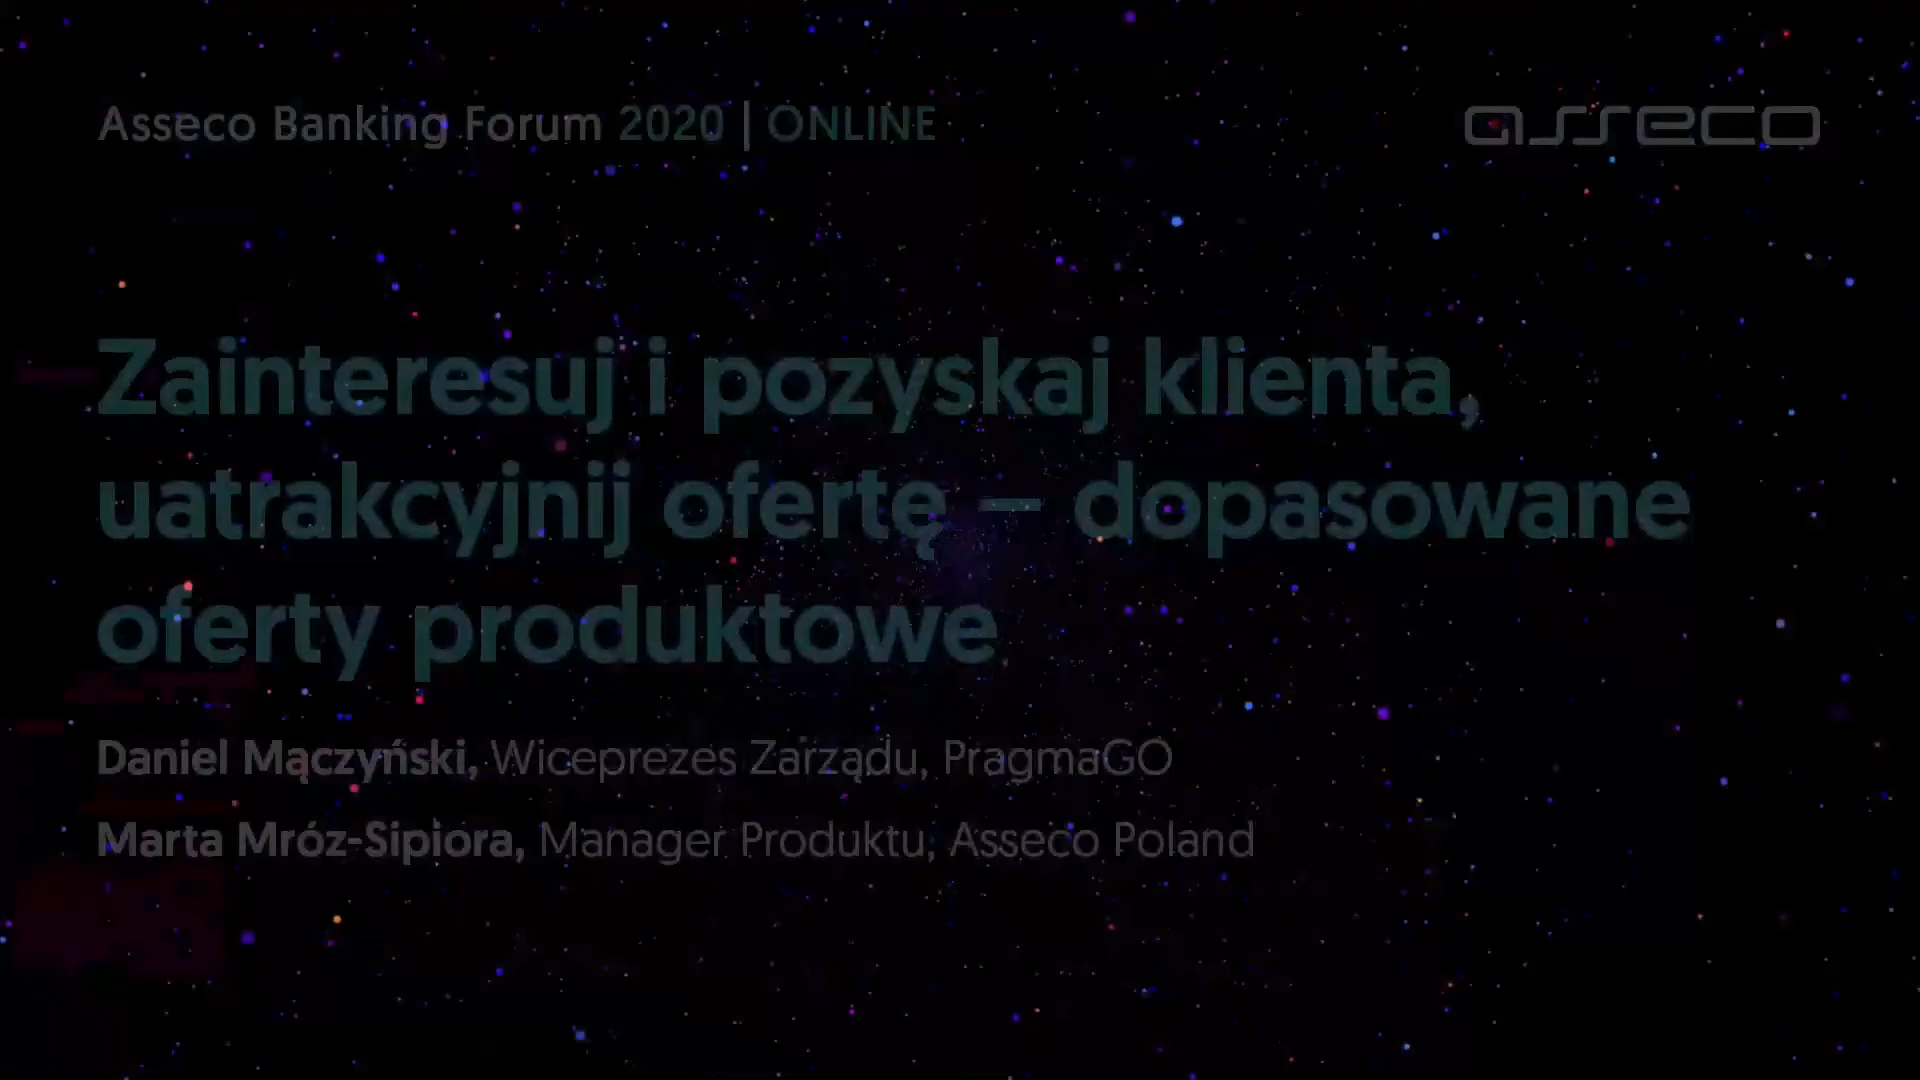 Asseco Banking Forum 2020 | ONLINE
asseco
Zainteresuj i pozyskaj klienta,
uatrakcyjnij ofertę – dopasowane
oferty produktowe
Daniel Mączyński, Wiceprezes Zarządu, PragmaGO
Marta Mróz-Sipiora, Manager Produktu, Asseco Poland